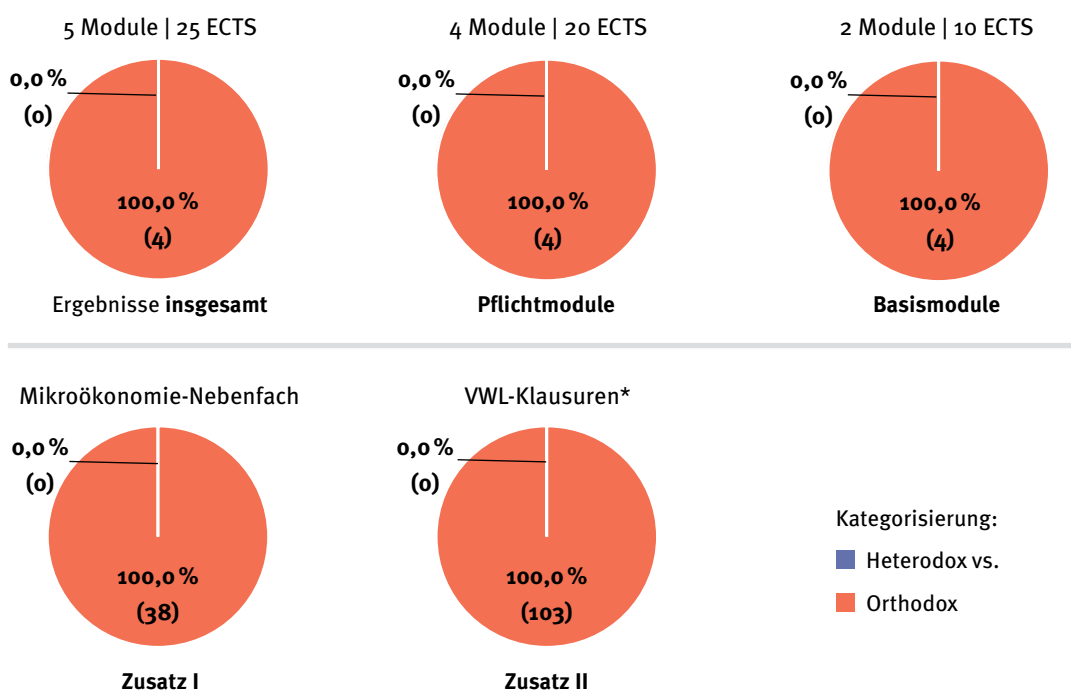 5 Module | 25 ECTS
0,0 %
(0)
100,0 %
(4)
Ergebnisse insgesamt
4 Module | 20 ECTS
0,0 %
(0)
100,0 %
(4)
Pflichtmodule
2 Module | 10 ECTS
0,0 %
(0)
100,0 %
(4)
Basismodule
Mikroökonomie-Nebenfach
0,0 %
(0)
100,0 %
(38)
Zusatz I
VWL-Klausuren*
0,0 %
(0)
100,0 %
(103)
Zusatz II
Kategorisierung:
Heterodox vs.
Orthodox